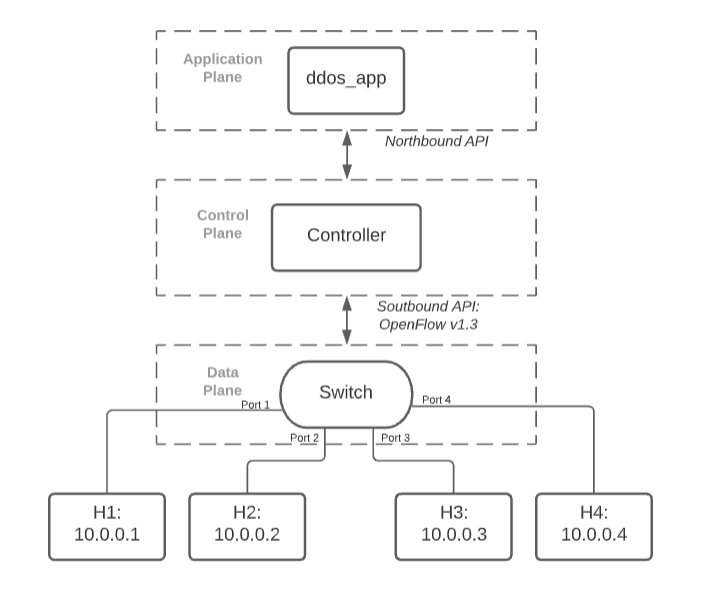 Application
Plane
ddos_app
Northbound API
Control
Plane
Controller
Soutbound API:
OpenFlow v1.3
Data
Plane
Switch
Port 1
Port 4
Port 2
Port 3
H1:
10.0.0.1
H2:
10.0.0.2
H3:
10.0.0.3
H4:
10.0.0.4